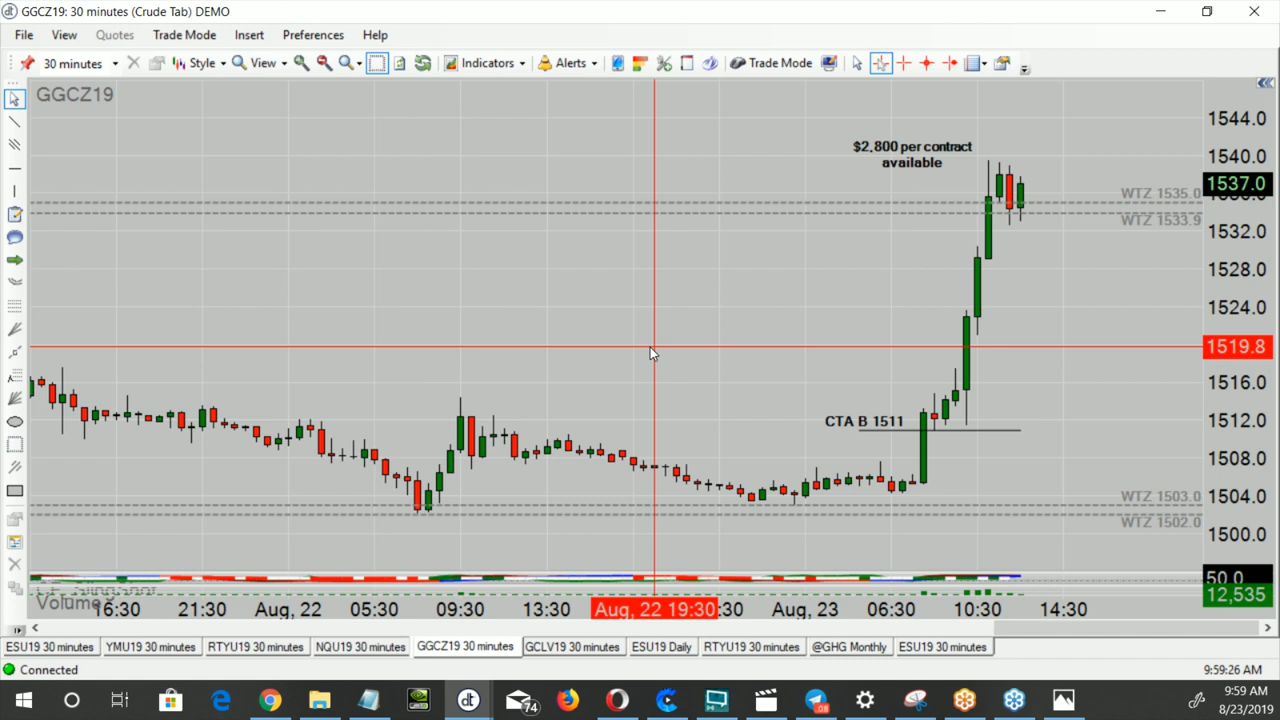 GGCZ19: 30 minutes (Crude Tab) DEMO
File View Quotes Trade Mode Insert Preferences Help
30 minutes Style View Indicators Alerts Trade Mode
GGCZ19
1544.0
$2,800 per contract
available
1540.0
1537.0
WTZ 1535.0
WTZ 1533.9
1532.0
1528.0
1524.0
1519.8
1516.0
CTA B 1511
1512.0
1508.0
1504.0
WTZ 1503.0
WTZ 1502.0
1500.0
50.0
12,535
Volume
16:30 21:30 Aug, 22 05:30 09:30 13:30 Aug, 22 19:30 :30 Aug, 23 06:30 10:30 14:30
ESU19 30 minutes YMU19 30 minutes RTYU19 30 minutes NQU19 30 minutes GGCZ19 30 minutes GCLV19 30 minutes ESU19 Daily RTYU19 30 minutes @GHG Monthly ESU19 30 minutes
Connected 9:59:26 AM
74
9:59 AM
8/23/2019